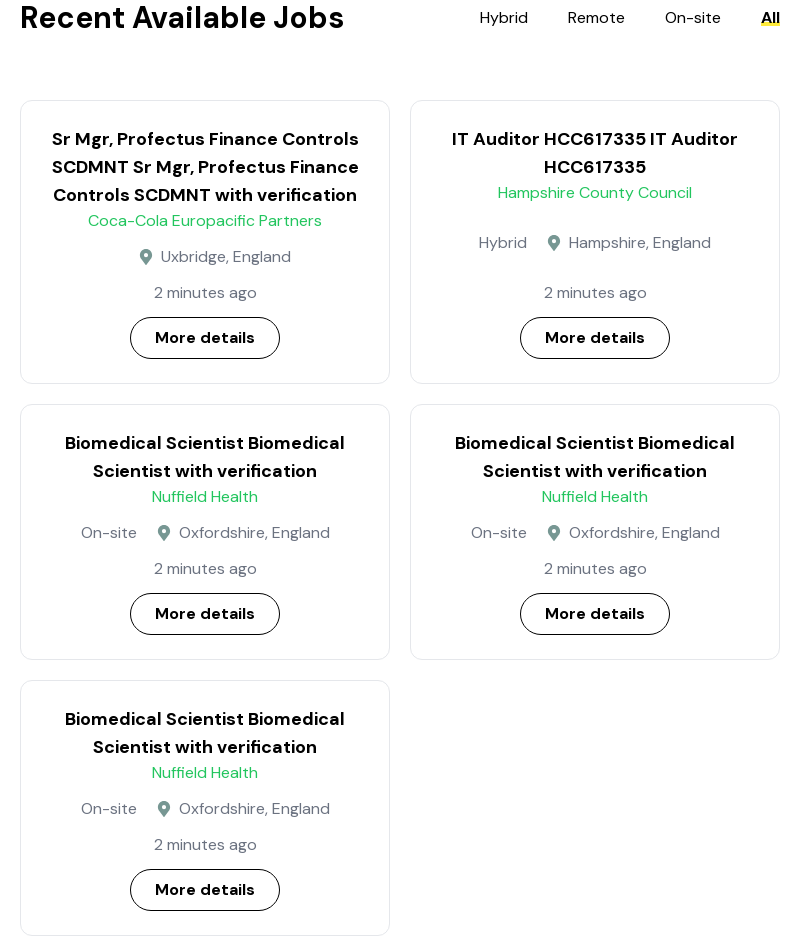 Recent Available Jobs
Hybrid
Remote
On-site
All
Sr Mgr, Profectus Finance Controls
SCDMNT Sr Mgr, Profectus Finance
Controls SCDMNT with verification
Coca-Cola Europacific Partners
Uxbridge, England
2 minutes ago
More details
IT Auditor HCC617335 IT Auditor
HCC617335
Hampshire County Council
Hybrid Hampshire, England
2 minutes ago
More details
Biomedical Scientist Biomedical
Scientist with verification
Nuffield Health
On-site Oxfordshire, England
2 minutes ago
More details
Biomedical Scientist Biomedical
Scientist with verification
Nuffield Health
On-site Oxfordshire, England
2 minutes ago
More details
Biomedical Scientist Biomedical
Scientist with verification
Nuffield Health
On-site Oxfordshire, England
2 minutes ago
More details